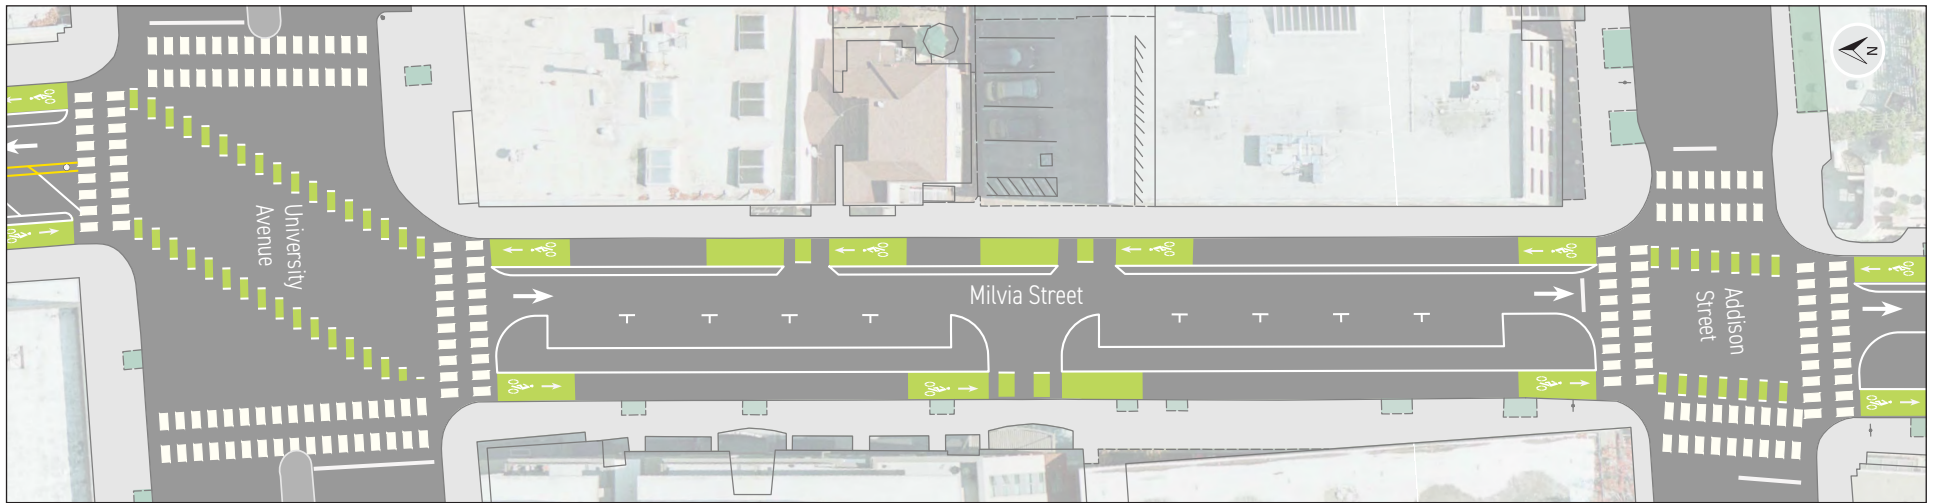 University
Avenue
Milvia Street
Addison
Street
N